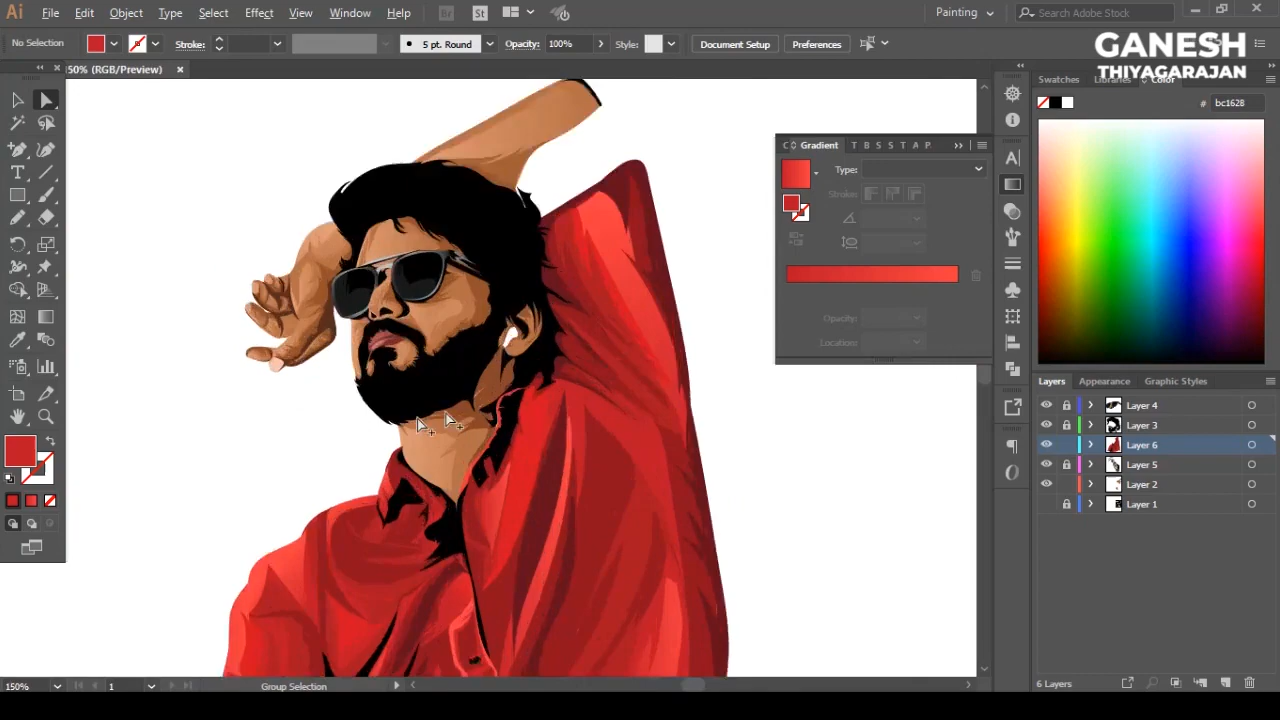 Ai File Edit Object Type Select Effect View Window Help Br St Painting Search Adobe Stock
No Selection Stroke: 5 pt. Round Opacity: 100% Style: Document Setup Preferences
GANESH
THIYAGARAJAN
50% (RGB/Preview)
Swatches Libraries Color
# bc1628
Gradient T B S S T A P
Type:
Stroke:
Opacity:
Location:
Layers Appearance Graphic Styles
Layer 4
Layer 3
Layer 6
Layer 5
Layer 2
Layer 1
150% 1 Group Selection 6 Layers